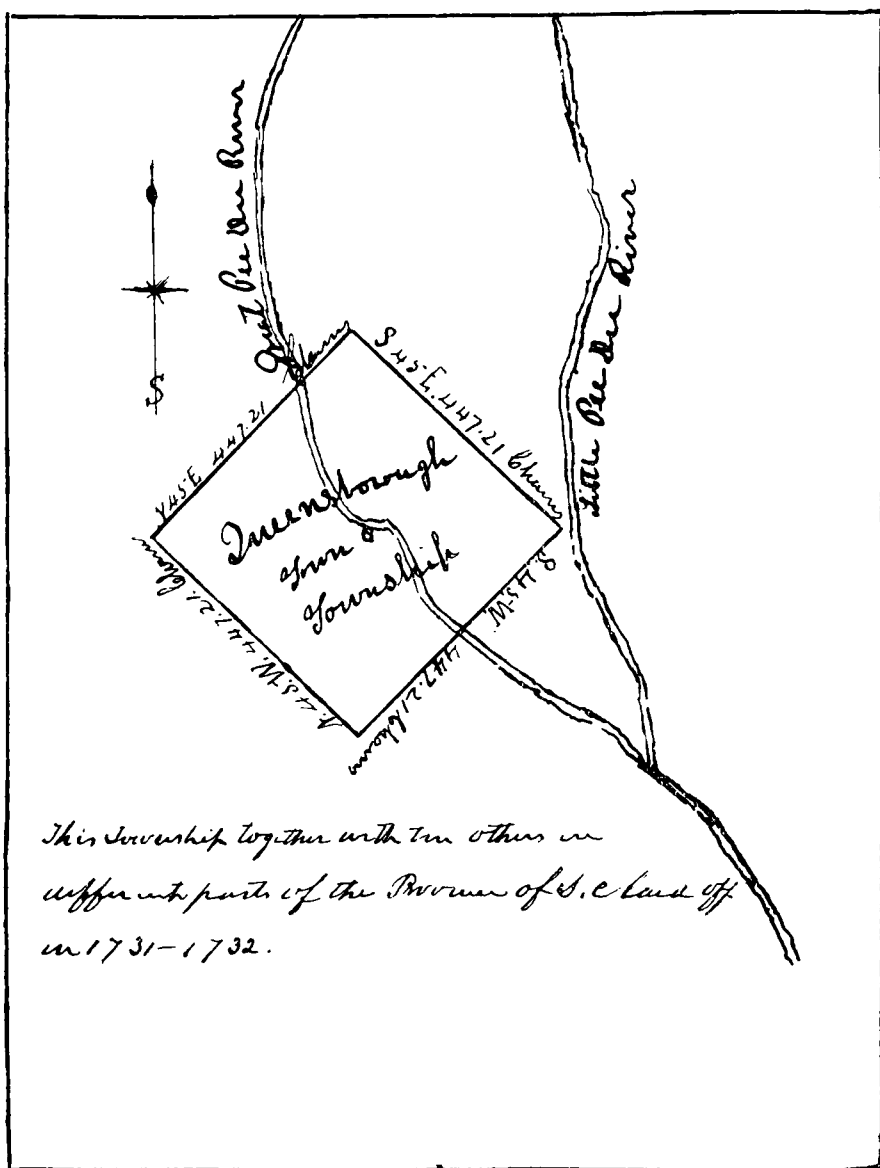 Great Pee Dee River
Little Pee Dee River
N 45 E 447.21 Chains
S 45 E. 447.21 Chains
S. 45 W. 447.21 Chains
N. 45. W. 447.21. Chains
Queensborough
Town &
Township
S
This Township together with ten others in
different parts of the Province of S. C laid off
in 1731-1732.